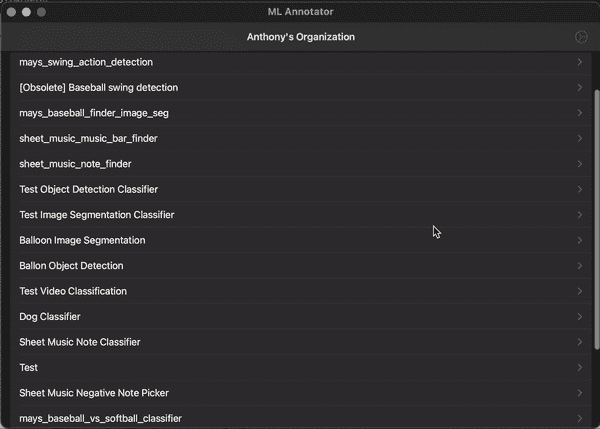 ML Annotator
Anthony's Organization
mays_swing_action_detection
[Obsolete] Baseball swing detection
mays_baseball_finder_image_seg
sheet_music_music_bar_finder
sheet_music_note_finder
Test Object Detection Classifier
Test Image Segmentation Classifier
Balloon Image Segmentation
Ballon Object Detection
Test Video Classification
Dog Classifier
Sheet Music Note Classifier
Test
Sheet Music Negative Note Picker
mays_baseball_vs_softball_classifier